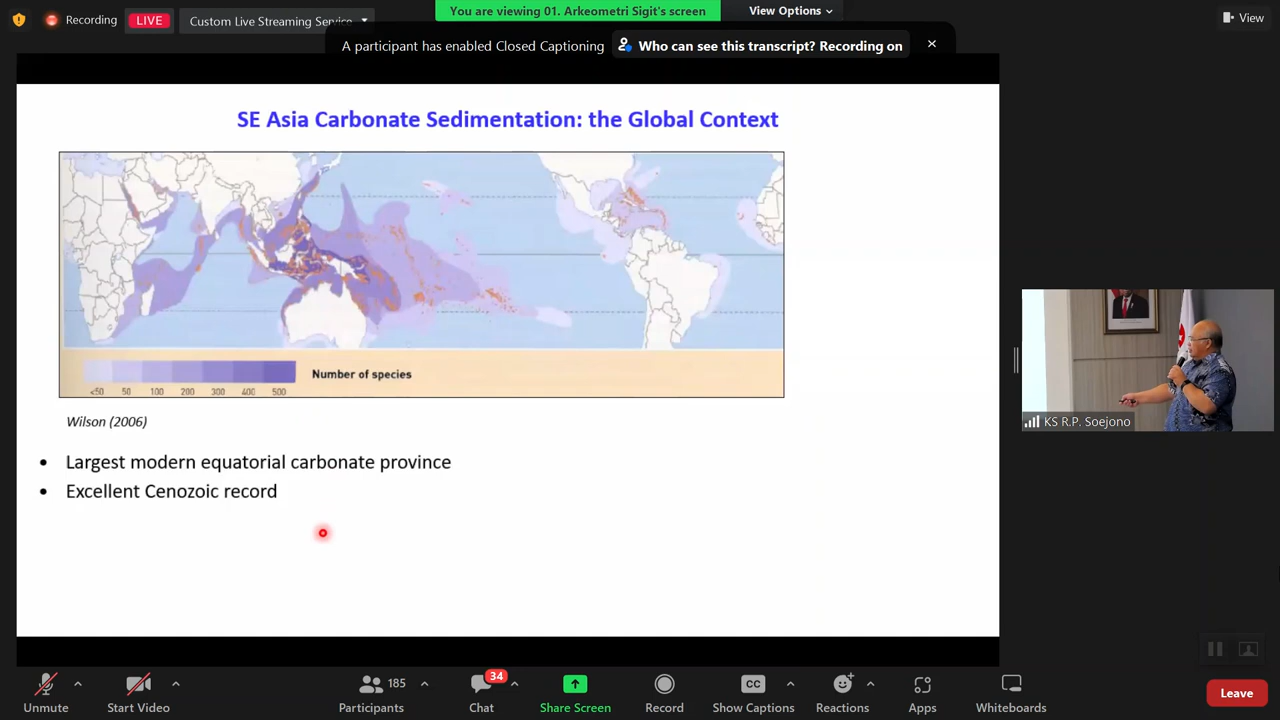 Recording
LIVE
Custom Live Streaming Service
You are viewing 01. Arkeometri Sigit's screen
View Options
View
A participant has enabled Closed Captioning
Who can see this transcript? Recording on
SE Asia Carbonate Sedimentation: the Global Context
Number of species
<50 50 100 200 300 400 500
Wilson (2006)
• Largest modern equatorial carbonate province
• Excellent Cenozoic record
KS R.P. Soejono
Unmute
Start Video
185
Participants
34
Chat
Share Screen
Record
CC
Show Captions
Reactions
Apps
Whiteboards
Leave